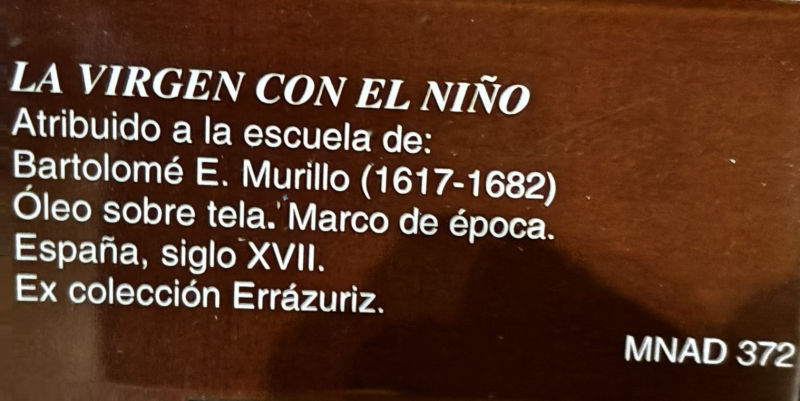 LA VIRGEN CON EL NIÑO
Atribuido a la escuela de:
Bartolomé E. Murillo (1617-1682)
Óleo sobre tela. Marco de época.
España, siglo XVII.
Ex colección Errázuriz.
MNAD 372